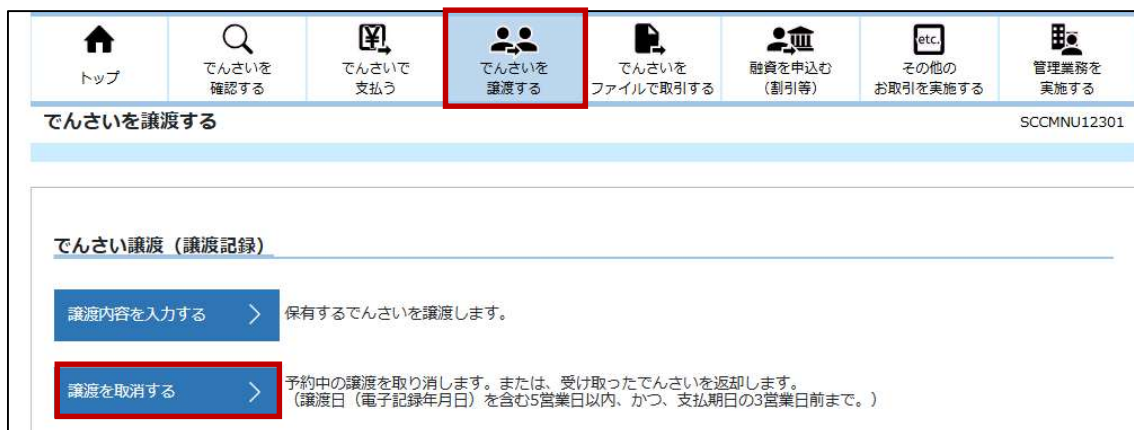 トップ
でんさいを
確認する
でんさいで
支払う
でんさいを
譲渡する
でんさいを
ファイルで取引する
融資を申込む
(割引等)
etc.
その他の
お取引を実施する
管理業務を
実施する
でんさいを譲渡する SCCMNU12301
でんさい譲渡（譲渡記録）
譲渡内容を入力する 保有するでんさいを譲渡します。
譲渡を取消する 予約中の譲渡を取り消します。または、受け取ったでんさいを返却します。
（譲渡日（電子記録年月日）を含む5営業日以内、かつ、支払期日の3営業日前まで。）